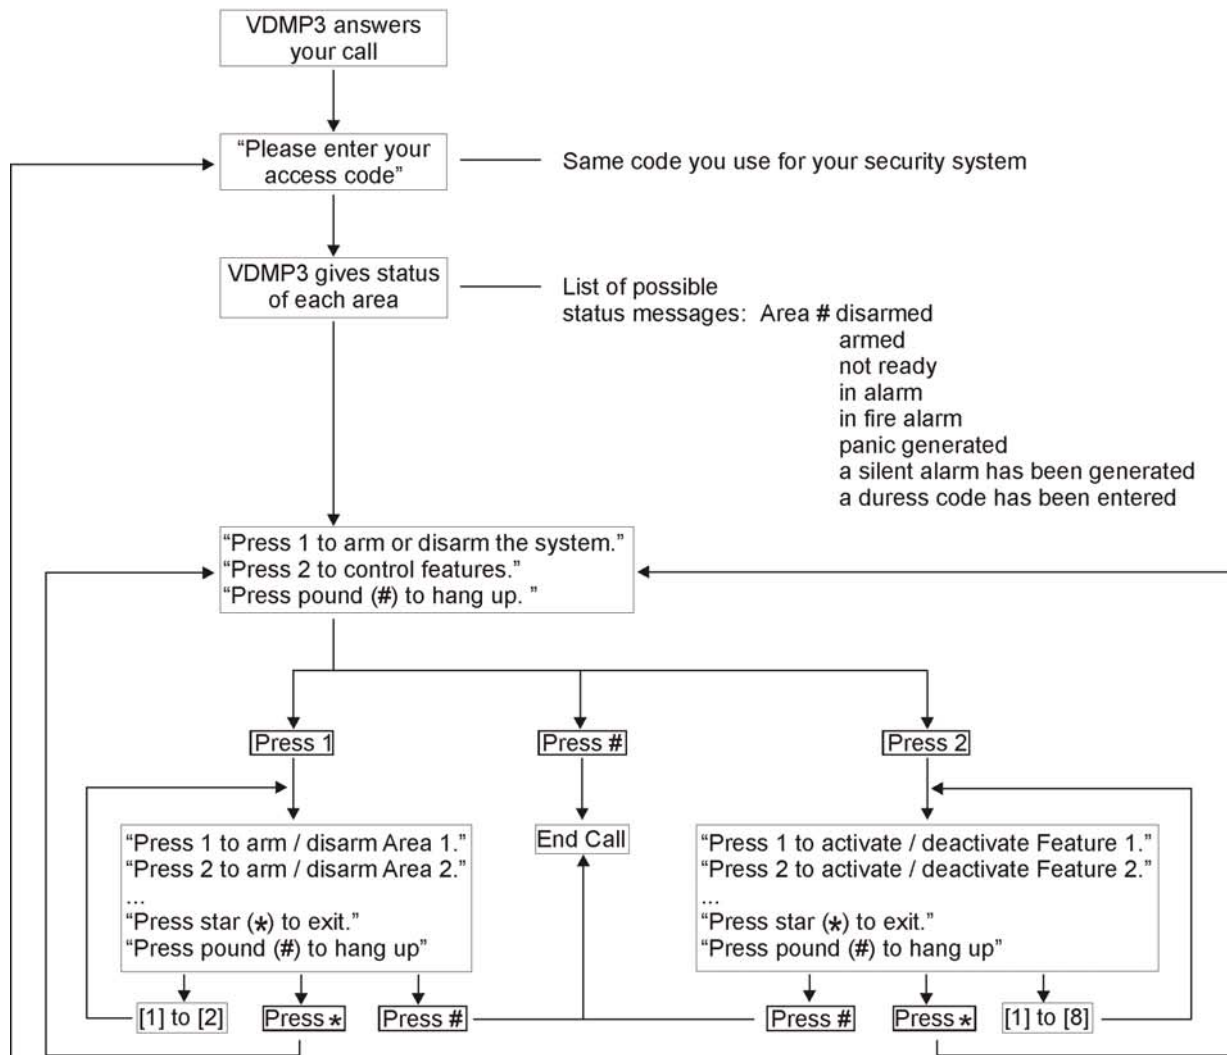 VDMP3 answers
your call
“Please enter your
access code”
Same code you use for your security system
VDMP3 gives status
of each area
List of possible
status messages: Area # disarmed
armed
not ready
in alarm
in fire alarm
panic generated
a silent alarm has been generated
a duress code has been entered
“Press 1 to arm or disarm the system.”
“Press 2 to control features.”
“Press pound (#) to hang up. ”
Press 1
Press #
Press 2
“Press 1 to arm / disarm Area 1.”
“Press 2 to arm / disarm Area 2.”
...
“Press star (*) to exit.”
“Press pound (#) to hang up”
End Call
“Press 1 to activate / deactivate Feature 1.”
“Press 2 to activate / deactivate Feature 2.”
...
“Press star (*) to exit.”
“Press pound (#) to hang up”
[1] to [2]
Press *
Press #
Press #
Press *
[1] to [8]